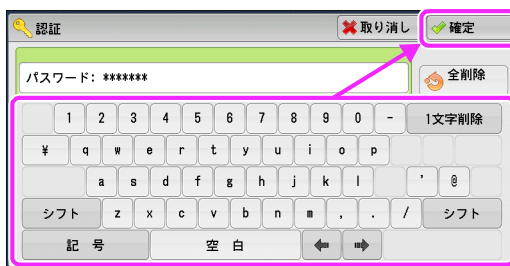 認証 取り消し 確定
パスワード: ******* 全削除
1 2 3 4 5 6 7 8 9 0 - 1文字削除
¥ q w e r t y u i o p
a s d f g h j k l ' @
シフト z x c v b n m , . / シフト
記 号 空 白